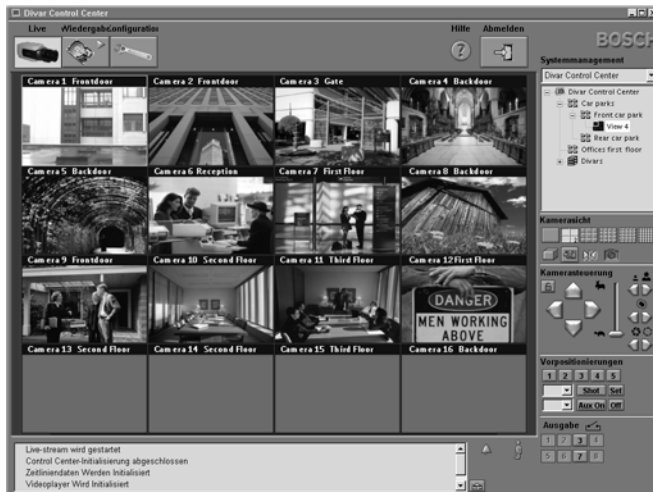 Divar Control Center
Live Wiedergabe Configuration Hilfe Abmelden
BOSCH
Systemmanagement
Divar Control Center
Divar Control Center
Car parks
Front car park
View 4
Rear car park
Offices first floor
Divars
Camera 1 Frontdoor
Camera 2 Frontdoor
Camera 3 Gate
Camera 4 Backdoor
Camera 5 Backdoor
Camera 6 Reception
Camera 7 First Floor
Camera 8 Backdoor
Camera 9 Frontdoor
Camera 10 Second Floor
Camera 11 Third Floor
Camera 12 First Floor
DANGER
MEN WORKING
ABOVE
Camera 13 Second Floor
Camera 14 Second Floor
Camera 15 Third Floor
Camera 16 Backdoor
Kamerasicht
Kamerasteuerung
Vorpositionierungen
1 2 3 4 5
Shot Set
Aux On Off
Ausgabe
1 2 3 4
5 6 7 8
Live-stream wird gestartet
Control Center-Initialisierung abgeschlossen
Zeitliniendaten Werden Initialisiert
Videoplayer Wird Initialisiert